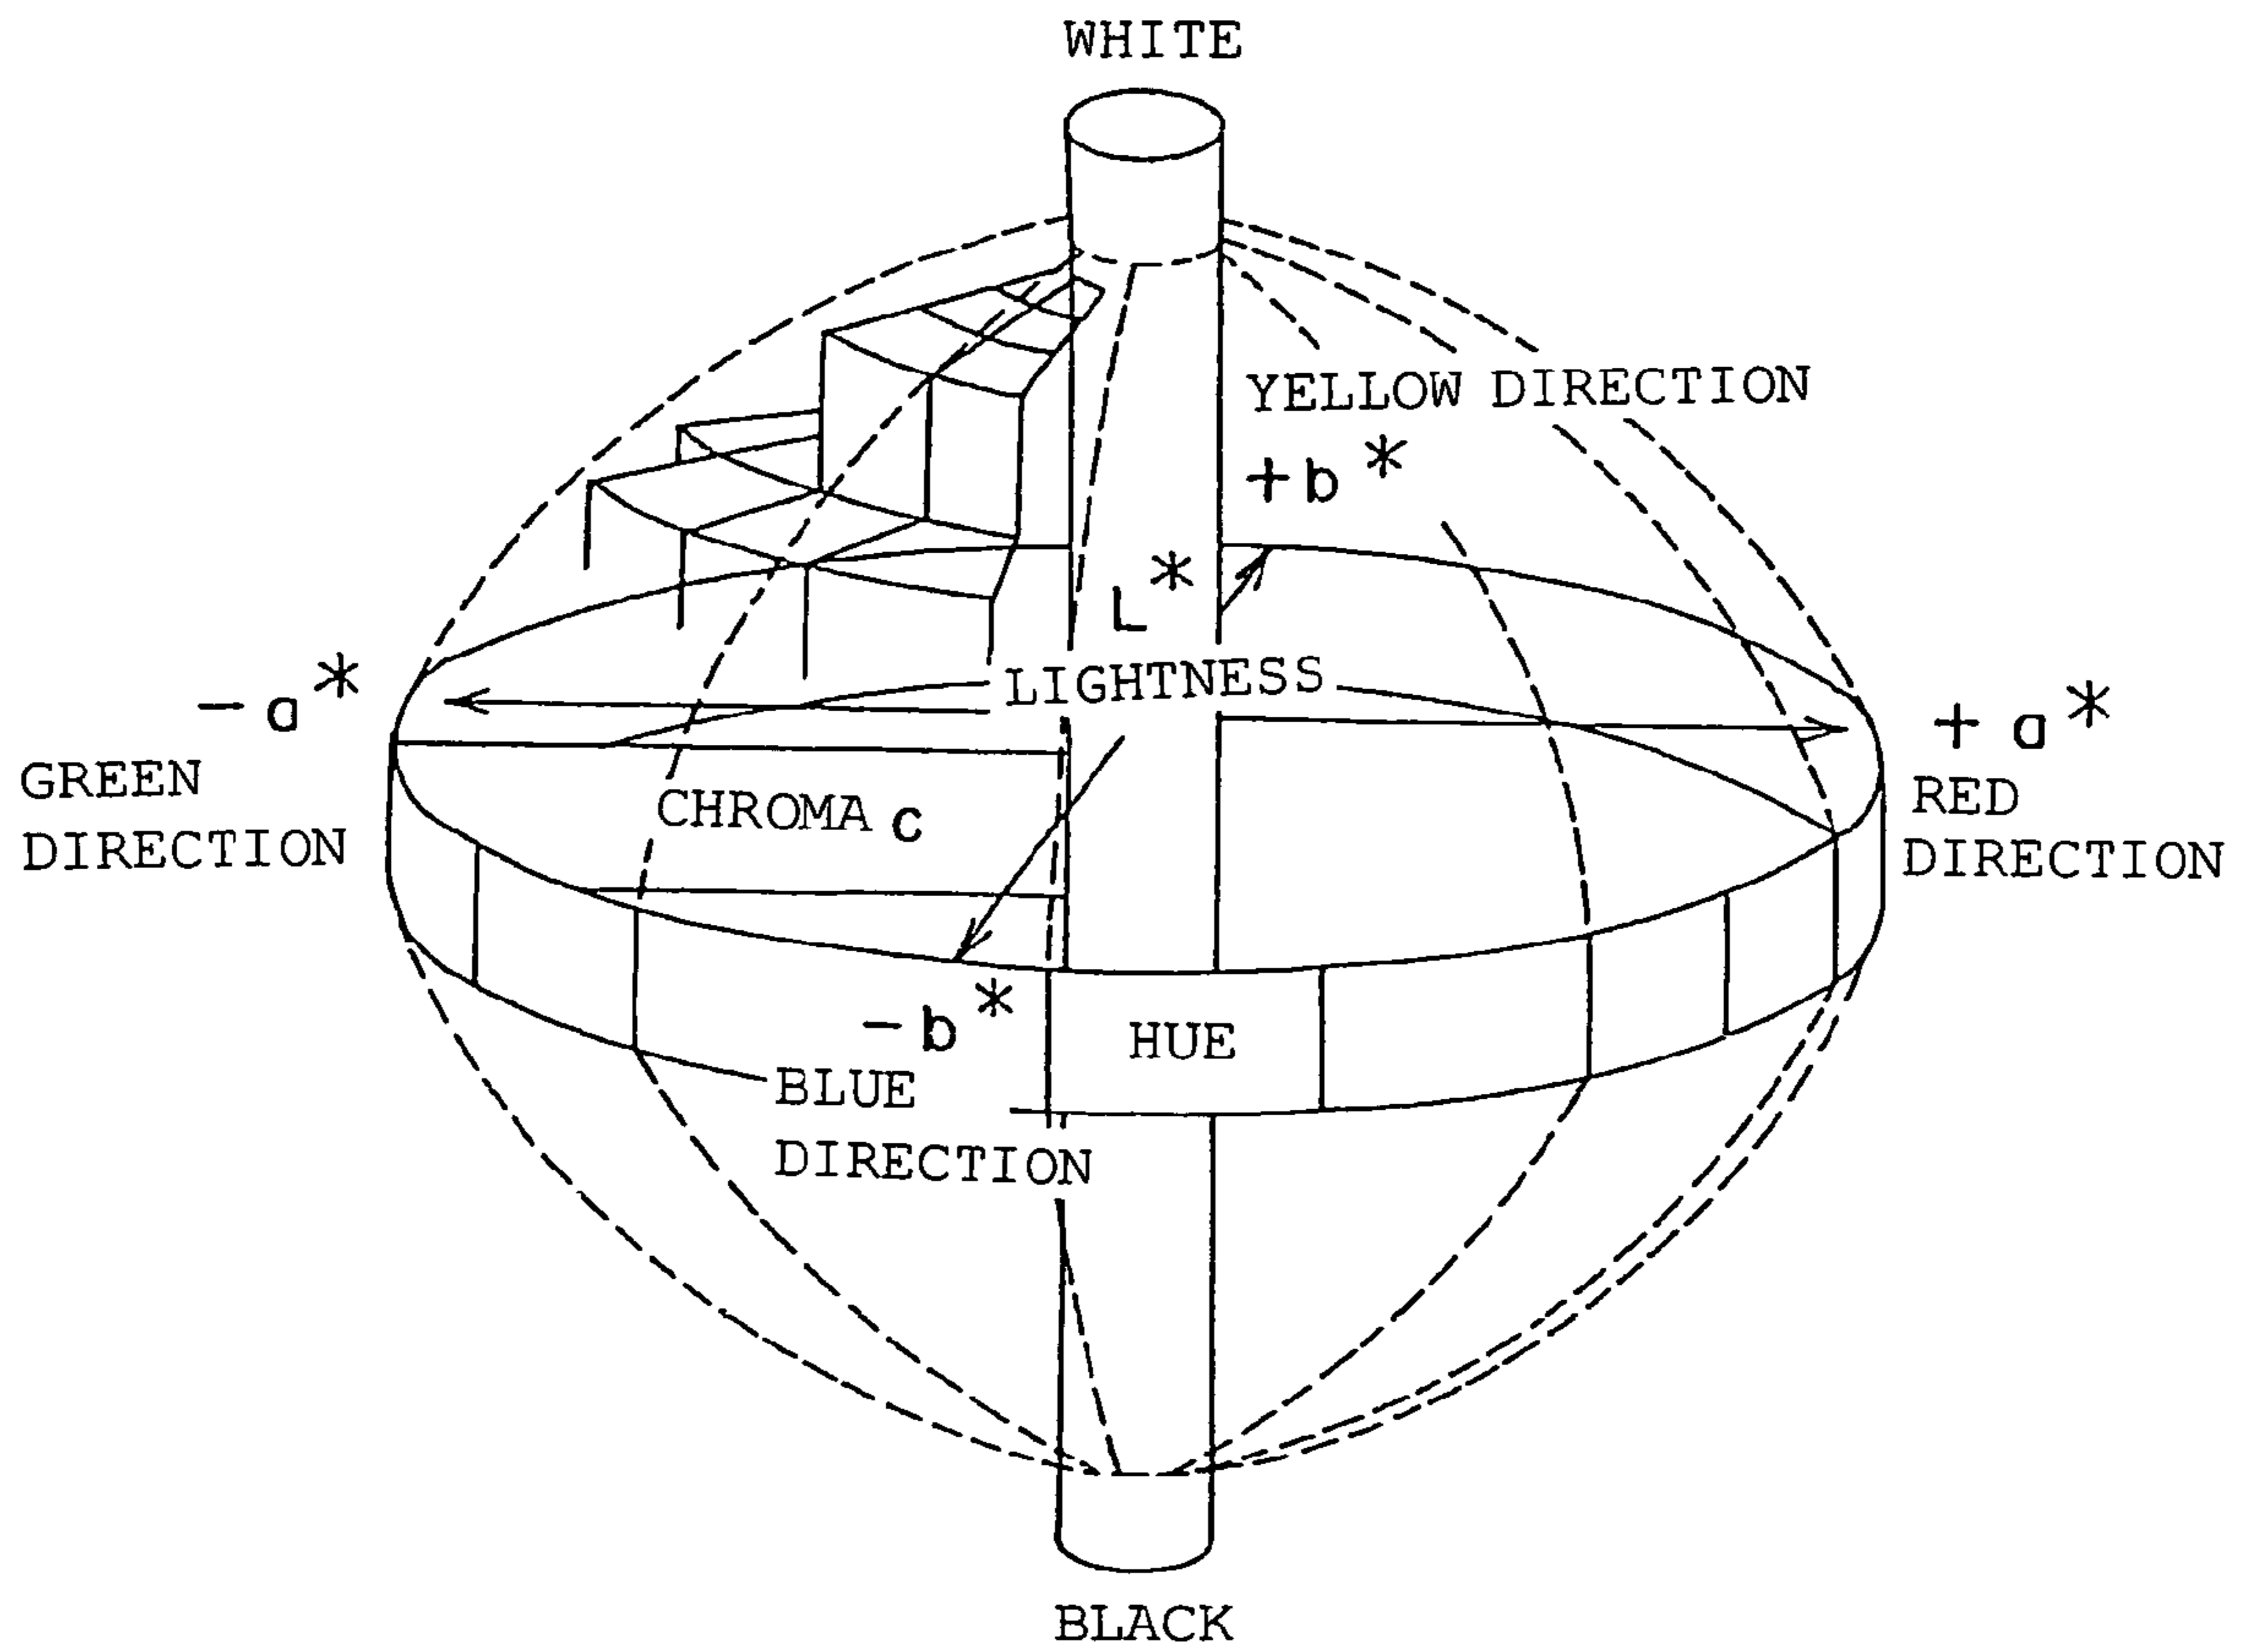 WHITE
YELLOW DIRECTION
+b*
L*
LIGHTNESS
-a*
GREEN
DIRECTION
+a*
RED
DIRECTION
CHROMA c
-b*
BLUE
DIRECTION
HUE
BLACK